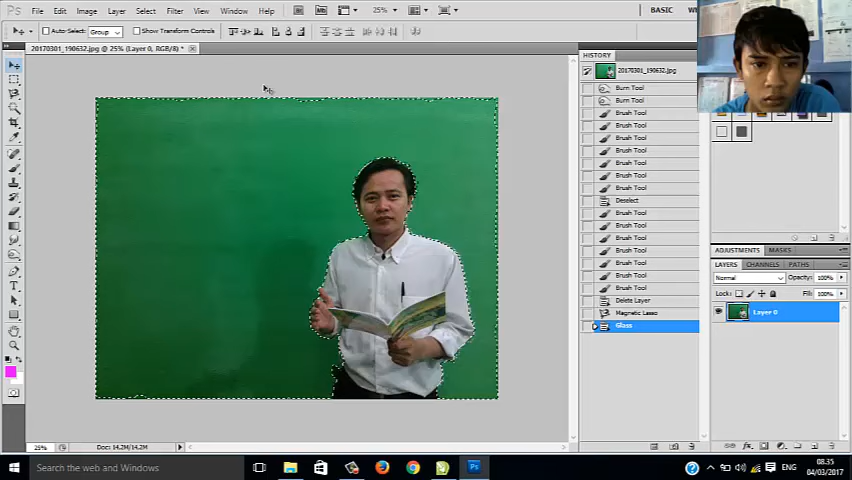 Ps File Edit Image Layer Select Filter View Window Help 25% BASIC
Auto-Select: Group Show Transform Controls
20170301_190632.jpg @ 25% (Layer 0, RGB/8) *
HISTORY
20170301_190632.jpg
Burn Tool
Burn Tool
Brush Tool
Brush Tool
Brush Tool
Brush Tool
Brush Tool
Brush Tool
Brush Tool
Deselect
Brush Tool
Brush Tool
Brush Tool
Brush Tool
Brush Tool
Brush Tool
Brush Tool
Delete Layer
Magnetic Lasso
Glass
ADJUSTMENTS MASKS
LAYERS CHANNELS PATHS
Normal Opacity: 100%
Lock: Fill: 100%
Layer 0
25% Doc: 14.2M/14.2M
Search the web and Windows
Ps
ENG
08.35
04/03/2017